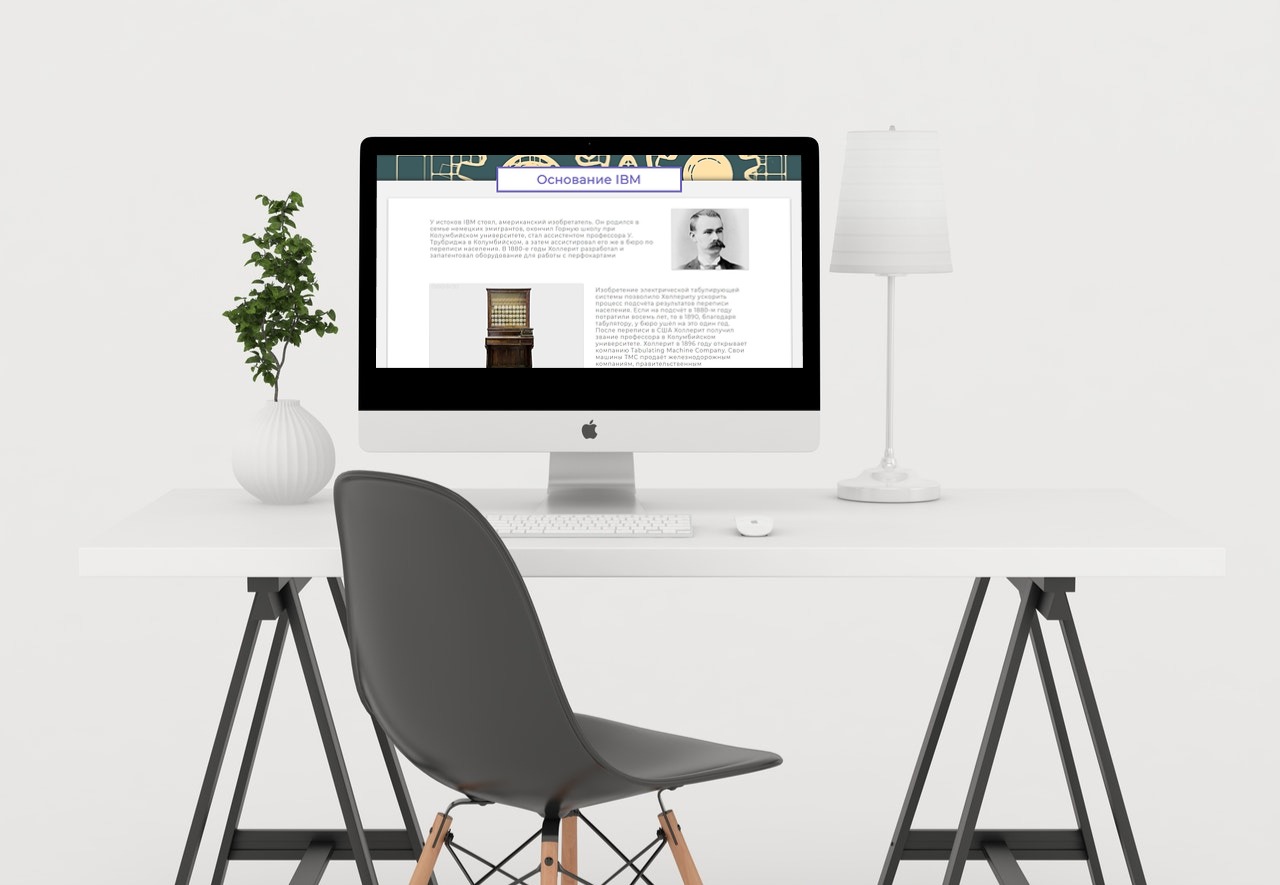 Основание IBM
У истоков IBM стоял, американский изобретатель. Он родился в
семье немецких эмигрантов, окончил Горную школу при
Колумбийском университете, стал ассистентом профессора У.
Трубриджа в Колумбийском, а затем ассистировал его же в бюро по
переписи населения. В 1880-е годы Холлерит разработал и
запатентовал оборудование для работы с перфокартами
Изобретение электрической табулирующей
системы позволило Холлериту ускорить
процесс подсчёта результатов переписи
населения. Если на подсчёт в 1880-м году
потратили восемь лет, то в 1890, благодаря
табулятору, у бюро ушёл на это один год.
После переписи в США Холлерит получил
звание профессора в Колумбийском
университете. Холлерит в 1896 году открывает
компанию Tabulating Machine Company. Свои
машины TMC продаёт железнодорожным
компаниям, правительственным